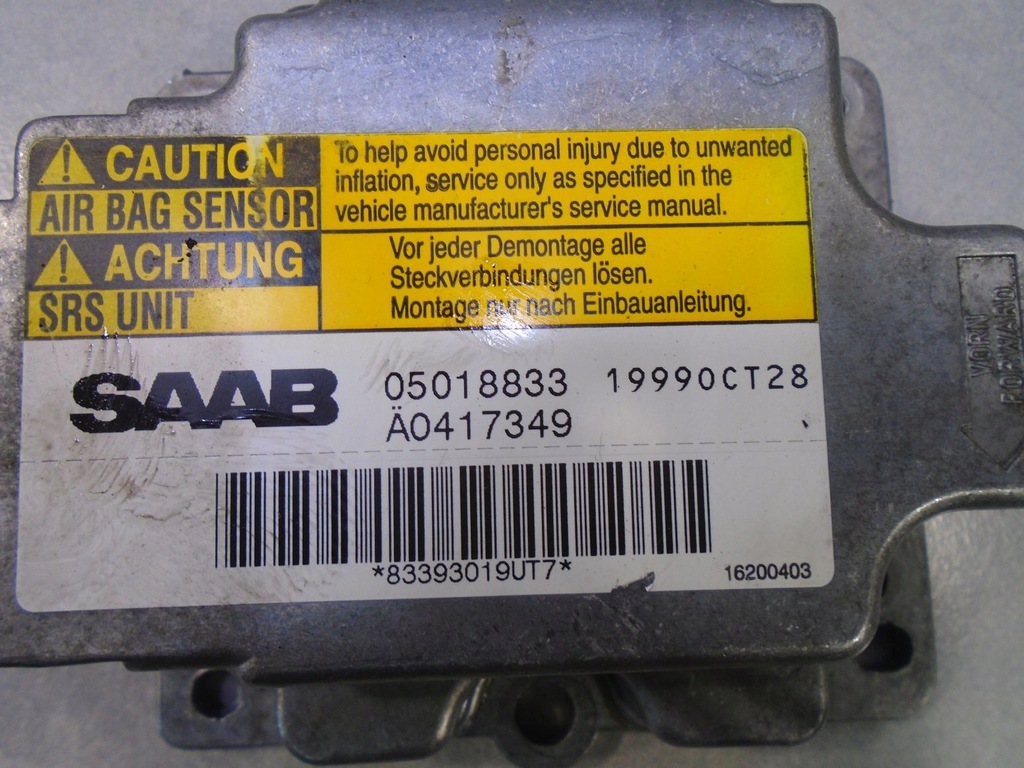 CAUTION
AIR BAG SENSOR
To help avoid personal injury due to unwanted
inflation, service only as specified in the
vehicle manufacturer's service manual.
ACHTUNG
SRS UNIT
Vor jeder Demontage alle
Steckverbindungen lösen.
Montage nur nach Einbauanleitung.
SAAB
05018833 1999OCT28
Ä0417349
*83393019UT7*
16200403
VORN
FORWARD